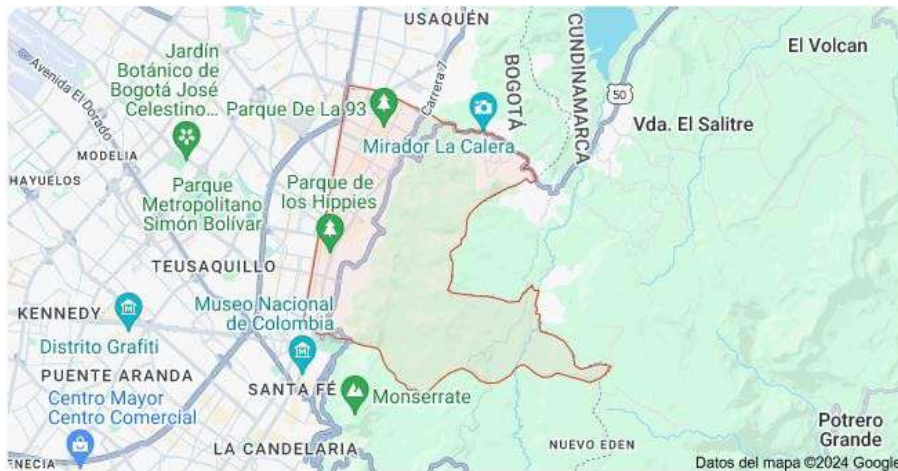 USAQUÉN
CUNDINAMARCA
El Volcan
Jardín
Botánico de
Bogotá José
Celestino...
Avenida El Dorado
Carrera 7
BOGOTÁ
50
Parque De La 93
Mirador La Calera
Vda. El Salitre
MODELIA
HAYUELOS
Parque
Metropolitano
Simón Bolívar
Parque de
los Hippies
TEUSAQUILLO
Museo Nacional
de Colombia
KENNEDY
Distrito Grafiti
PUENTE ARANDA
SANTA FÉ
Monserrate
Centro Mayor
Centro Comercial
Potrero
Grande
LA CANDELARIA
NUEVO EDEN
ENECIA
Datos del mapa ©2024 Google